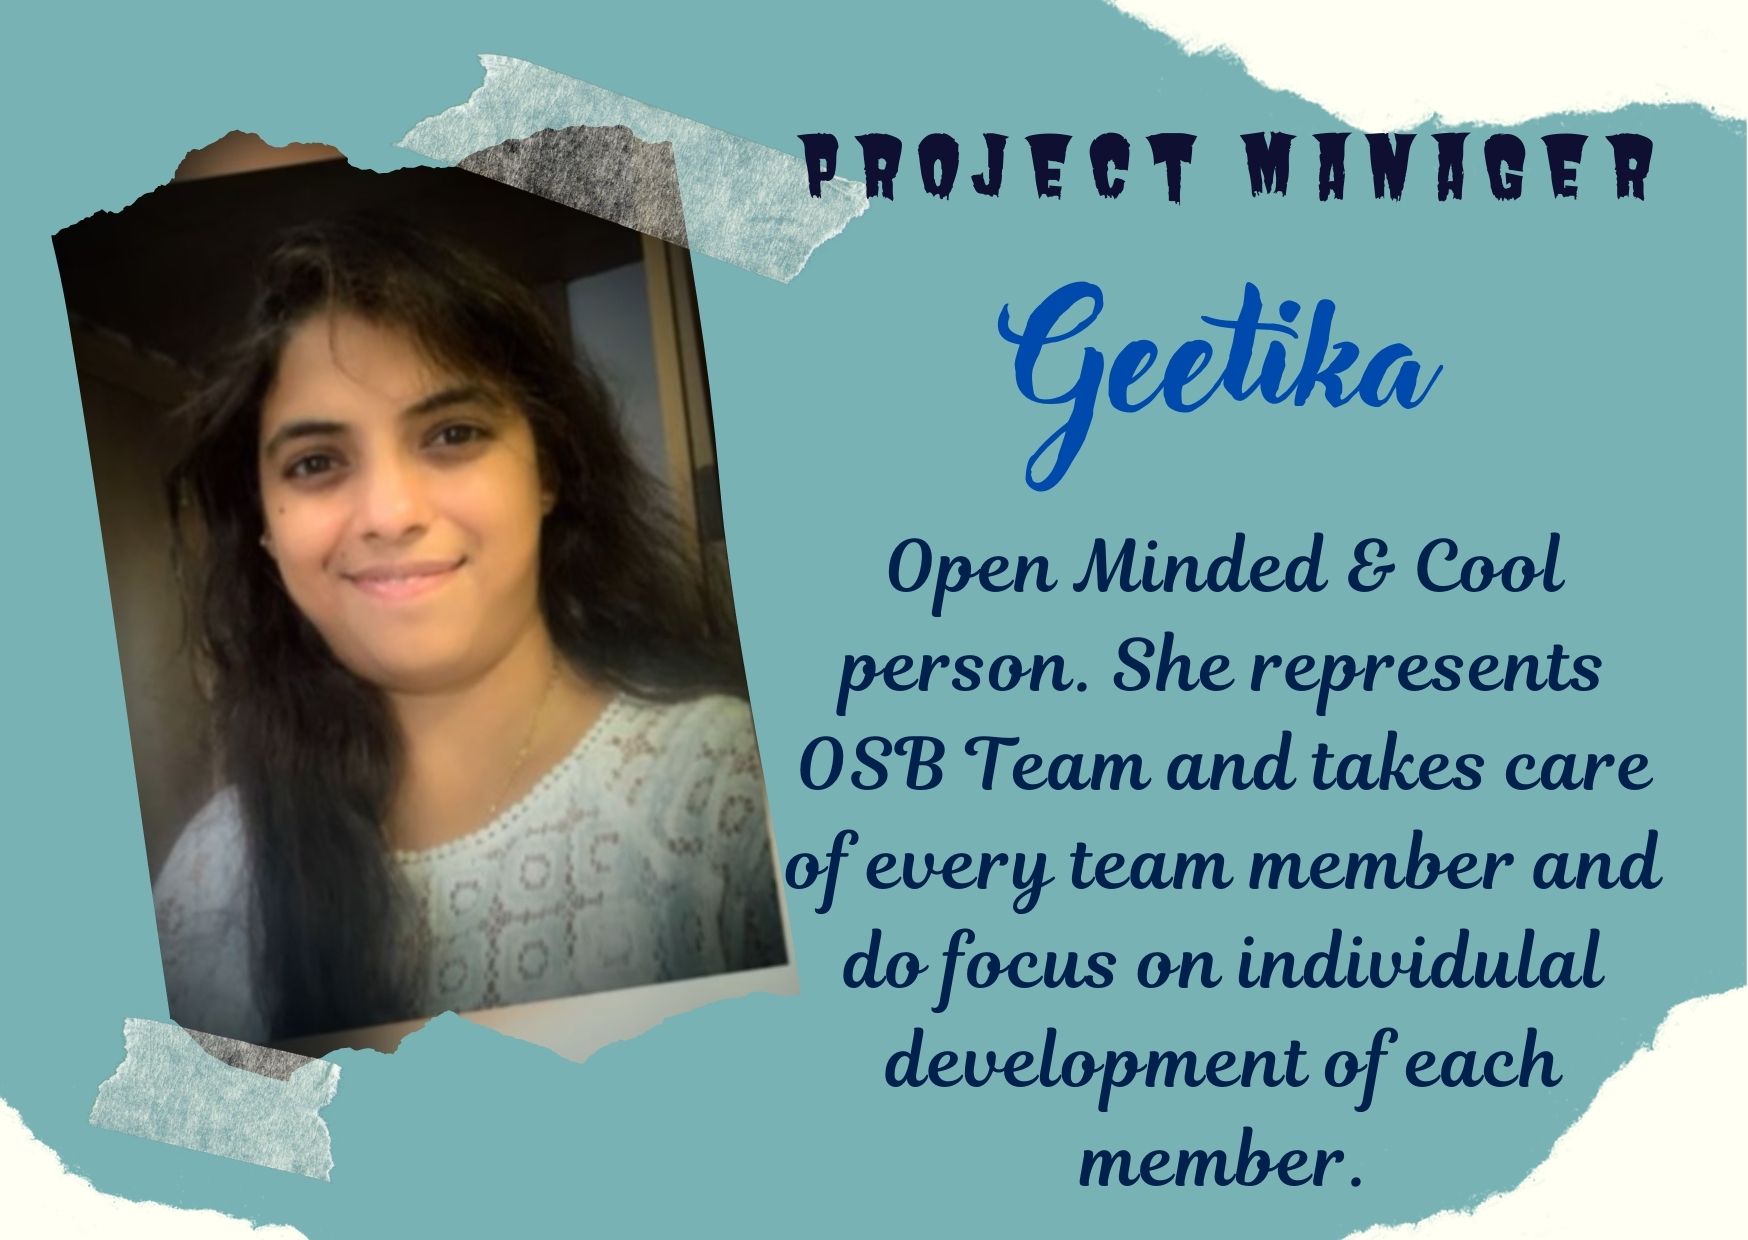 PROJECT MANAGER
Geetika
Open Minded & Cool
person. She represents
OSB Team and takes care
of every team member and
do focus on individulal
development of each
member.